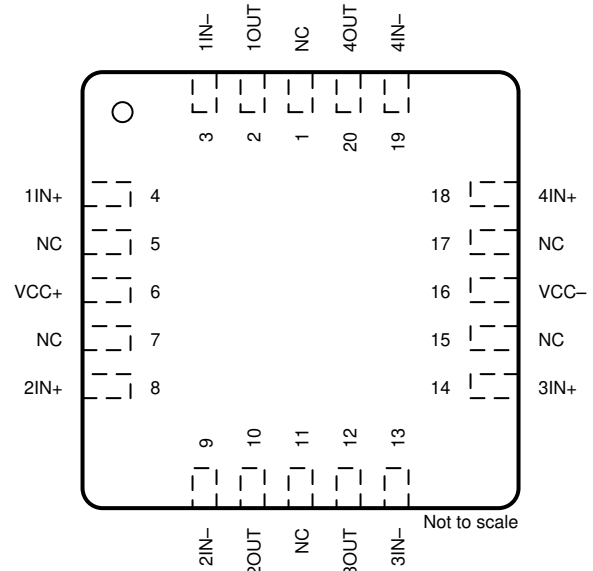 1IN–
1OUT
NC
4OUT
4IN–
3
2
1
20
19
1IN+ 4
18 4IN+
NC 5
17 NC
VCC+ 6
16 VCC–
NC 7
15 NC
2IN+ 8
14 3IN+
9
10
11
12
13
Not to scale
2IN–
2OUT
NC
3OUT
3IN–